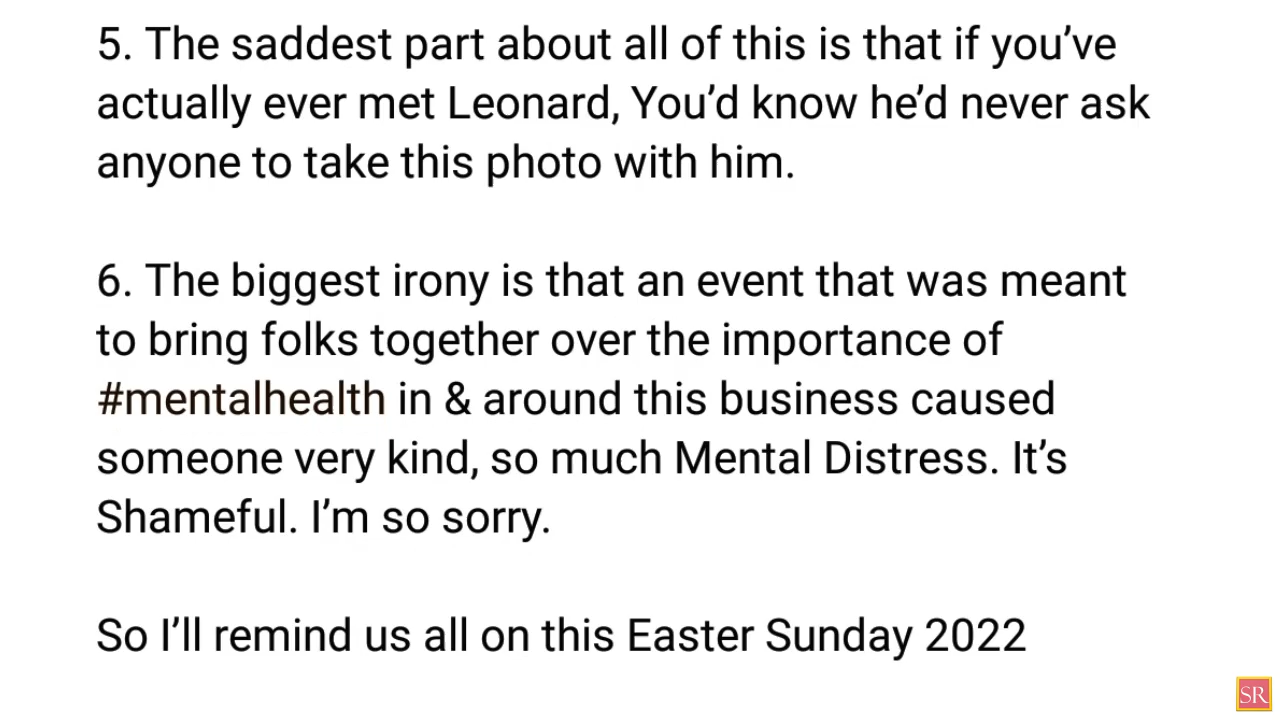 5. The saddest part about all of this is that if you’ve
actually ever met Leonard, You’d know he’d never ask
anyone to take this photo with him.
6. The biggest irony is that an event that was meant
to bring folks together over the importance of
#mentalhealth in & around this business caused
someone very kind, so much Mental Distress. It’s
Shameful. I’m so sorry.
So I’ll remind us all on this Easter Sunday 2022
SR